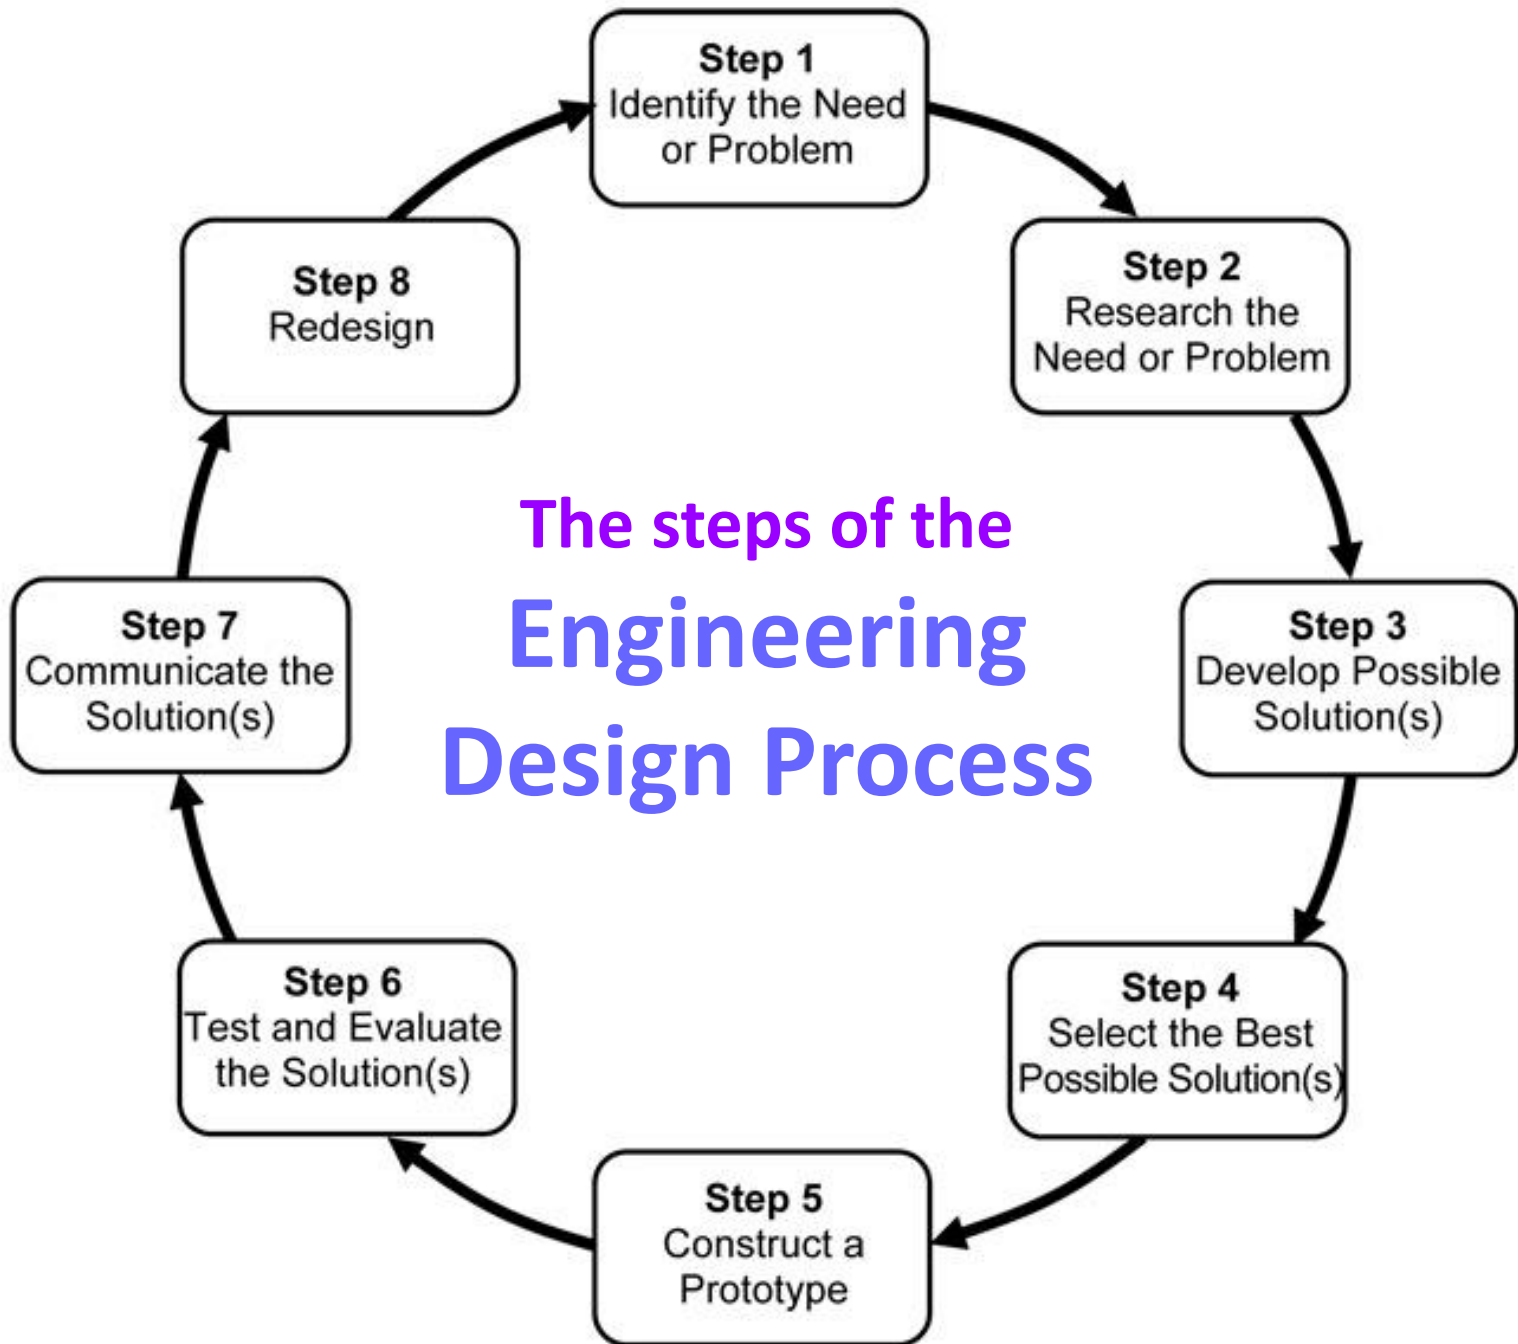 Step 1
Identify the Need
or Problem
Step 2
Research the
Need or Problem
Step 3
Develop Possible
Solution(s)
Step 4
Select the Best
Possible Solution(s)
Step 5
Construct a
Prototype
Step 6
Test and Evaluate
the Solution(s)
Step 7
Communicate the
Solution(s)
Step 8
Redesign
The steps of the
Engineering
Design Process